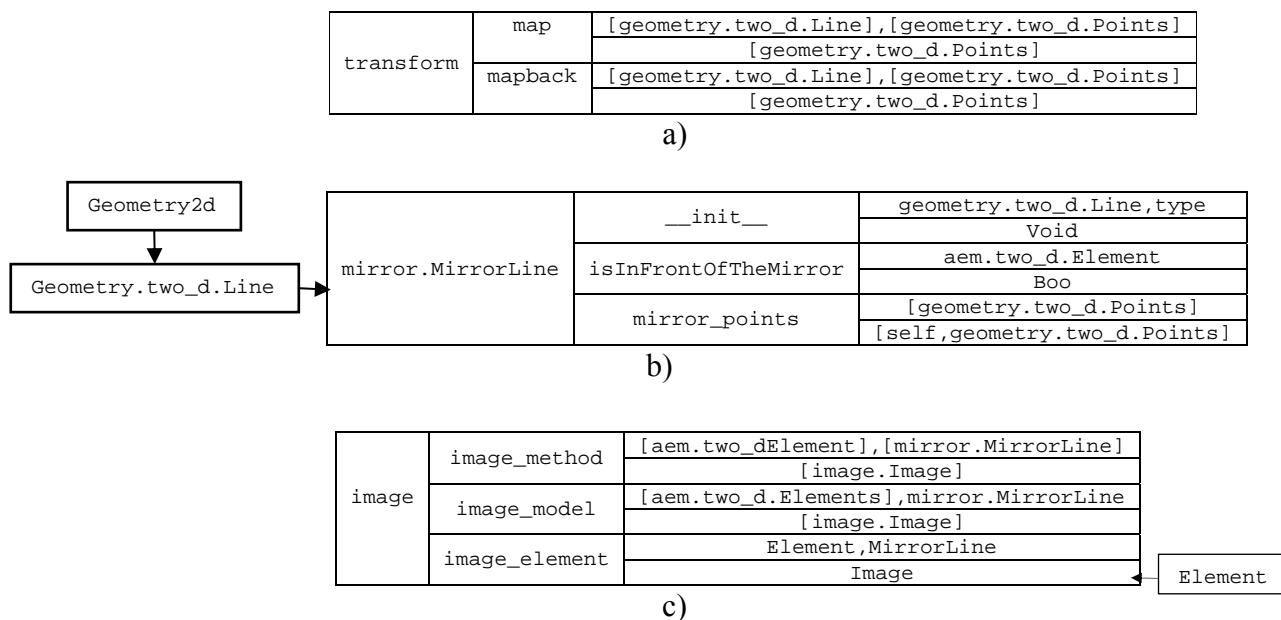 map
[geometry.two_d.Line],[geometry.two_d.Points]
[geometry.two_d.Points]
transform
mapback
[geometry.two_d.Line],[geometry.two_d.Points]
[geometry.two_d.Points]
a)
Geometry2d
Geometry.two_d.Line
mirror.MirrorLine
__init__
geometry.two_d.Line,type
Void
isInFrontOfTheMirror
aem.two_d.Element
Boo
mirror_points
[geometry.two_d.Points]
[self,geometry.two_d.Points]
b)
image
image_method
[aem.two_dElement],[mirror.MirrorLine]
[image.Image]
image_model
[aem.two_d.Elements],mirror.MirrorLine
[image.Image]
image_element
Element,MirrorLine
Image
Element
c)